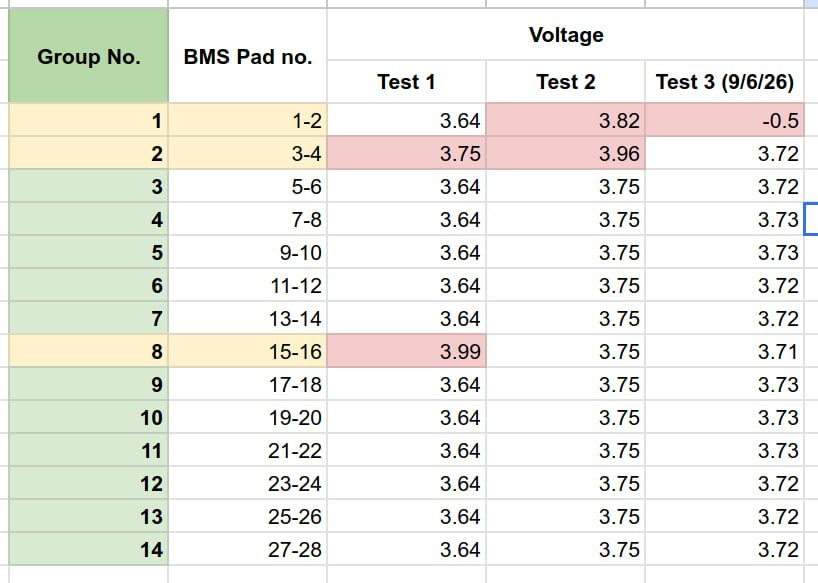 Group No. BMS Pad no. Voltage
Test 1 Test 2 Test 3 (9/6/26)
1 1-2 3.64 3.82 -0.5
2 3-4 3.75 3.96 3.72
3 5-6 3.64 3.75 3.72
4 7-8 3.64 3.75 3.73
5 9-10 3.64 3.75 3.73
6 11-12 3.64 3.75 3.72
7 13-14 3.64 3.75 3.72
8 15-16 3.99 3.75 3.71
9 17-18 3.64 3.75 3.73
10 19-20 3.64 3.75 3.73
11 21-22 3.64 3.75 3.73
12 23-24 3.64 3.75 3.72
13 25-26 3.64 3.75 3.72
14 27-28 3.64 3.75 3.72